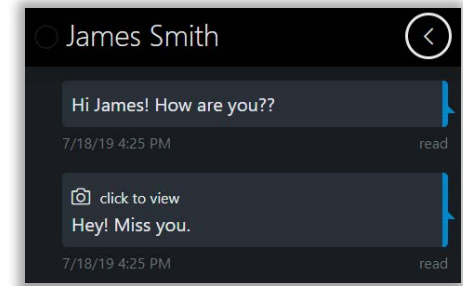 James Smith
Hi James! How are you??
7/18/19 4:25 PM read
click to view
Hey! Miss you.
7/18/19 4:25 PM read